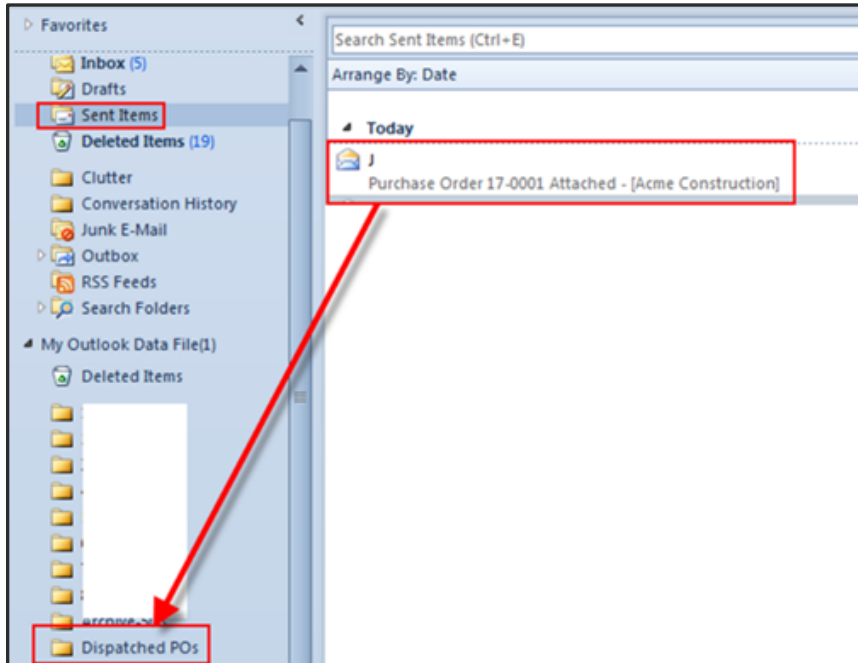 Favorites
Inbox (5)
Drafts
Sent Items
Deleted Items (19)
Clutter
Conversation History
Junk E-Mail
Outbox
RSS Feeds
Search Folders
My Outlook Data File(1)
Deleted Items
Dispatched POs
Search Sent Items (Ctrl+E)
Arrange By: Date
Today
J
Purchase Order 17-0001 Attached - [Acme Construction]